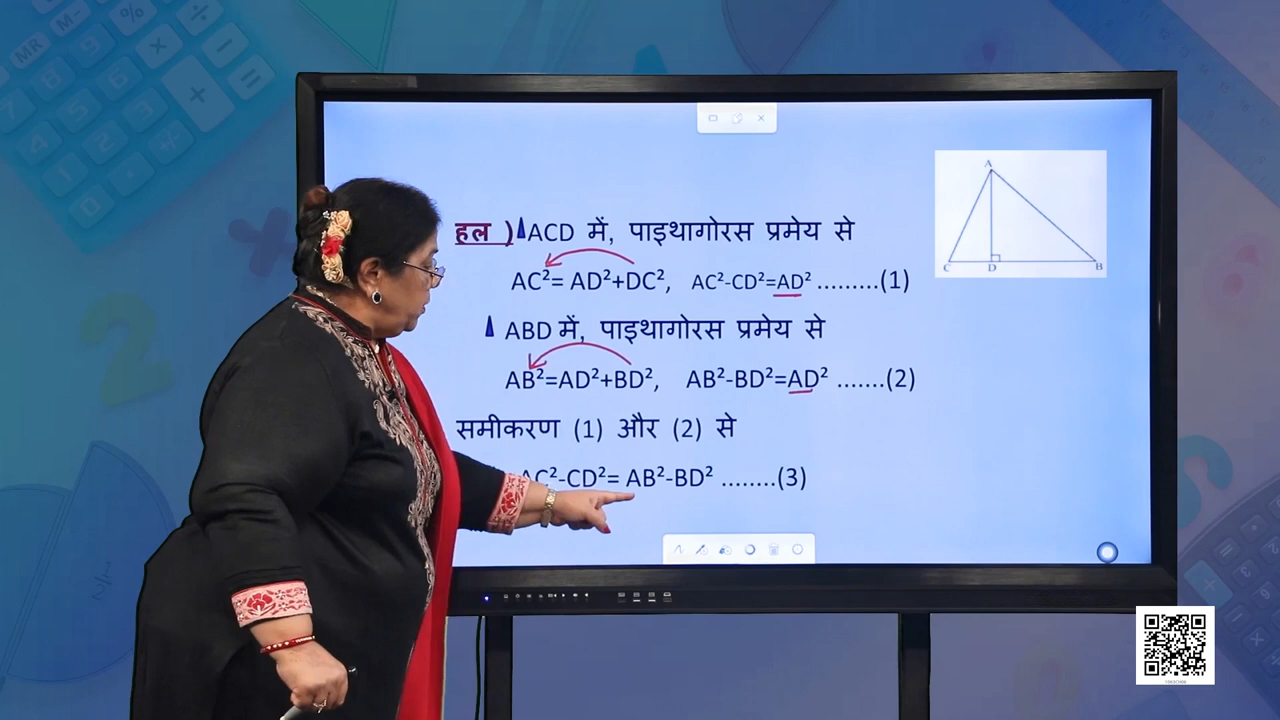 हल ) ACD में, पाइथागोरस प्रमेय से
AC²= AD²+DC², AC²-CD²=AD² .........(1)
ABD में, पाइथागोरस प्रमेय से
AB²=AD²+BD², AB²-BD²=AD² .......(2)
समीकरण (1) और (2) से
AC²-CD²= AB²-BD² ........(3)
A
C D B